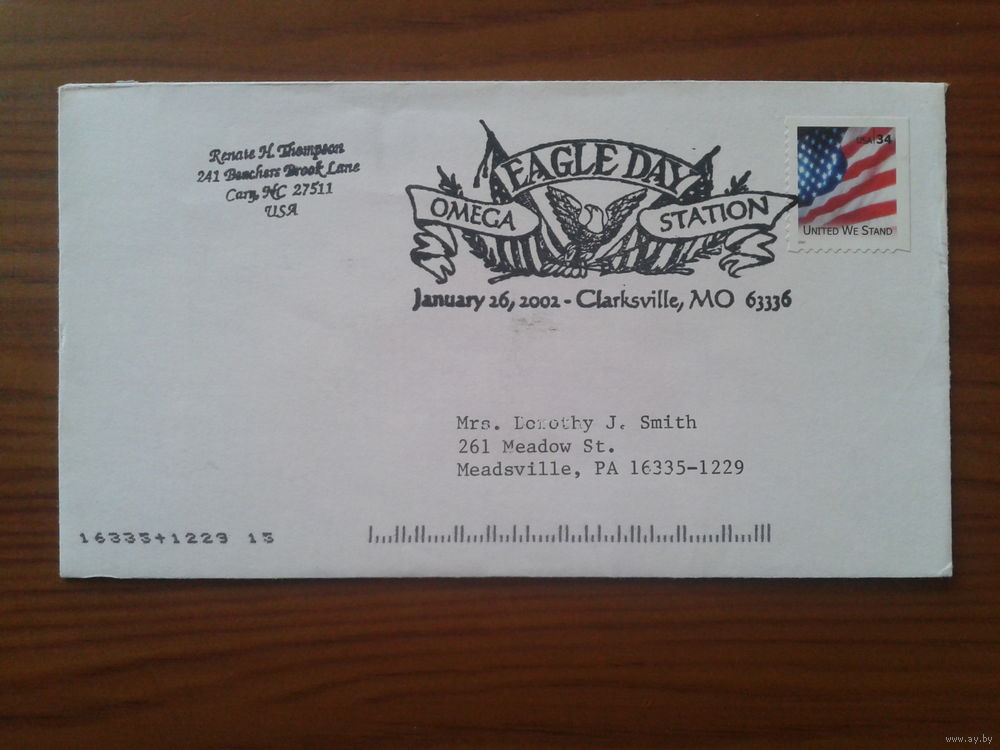 Renate H. Thompson
241 Beechers Brook Lane
Cary, NC 27511
USA
EAGLE DAY
OMEGA STATION
January 26, 2002 - Clarksville, MO 63336
USA 34
UNITED WE STAND
Mrs. Dorothy J. Smith
261 Meadow St.
Meadsville, PA 16335-1229
16335+1229 15
www.ay.by